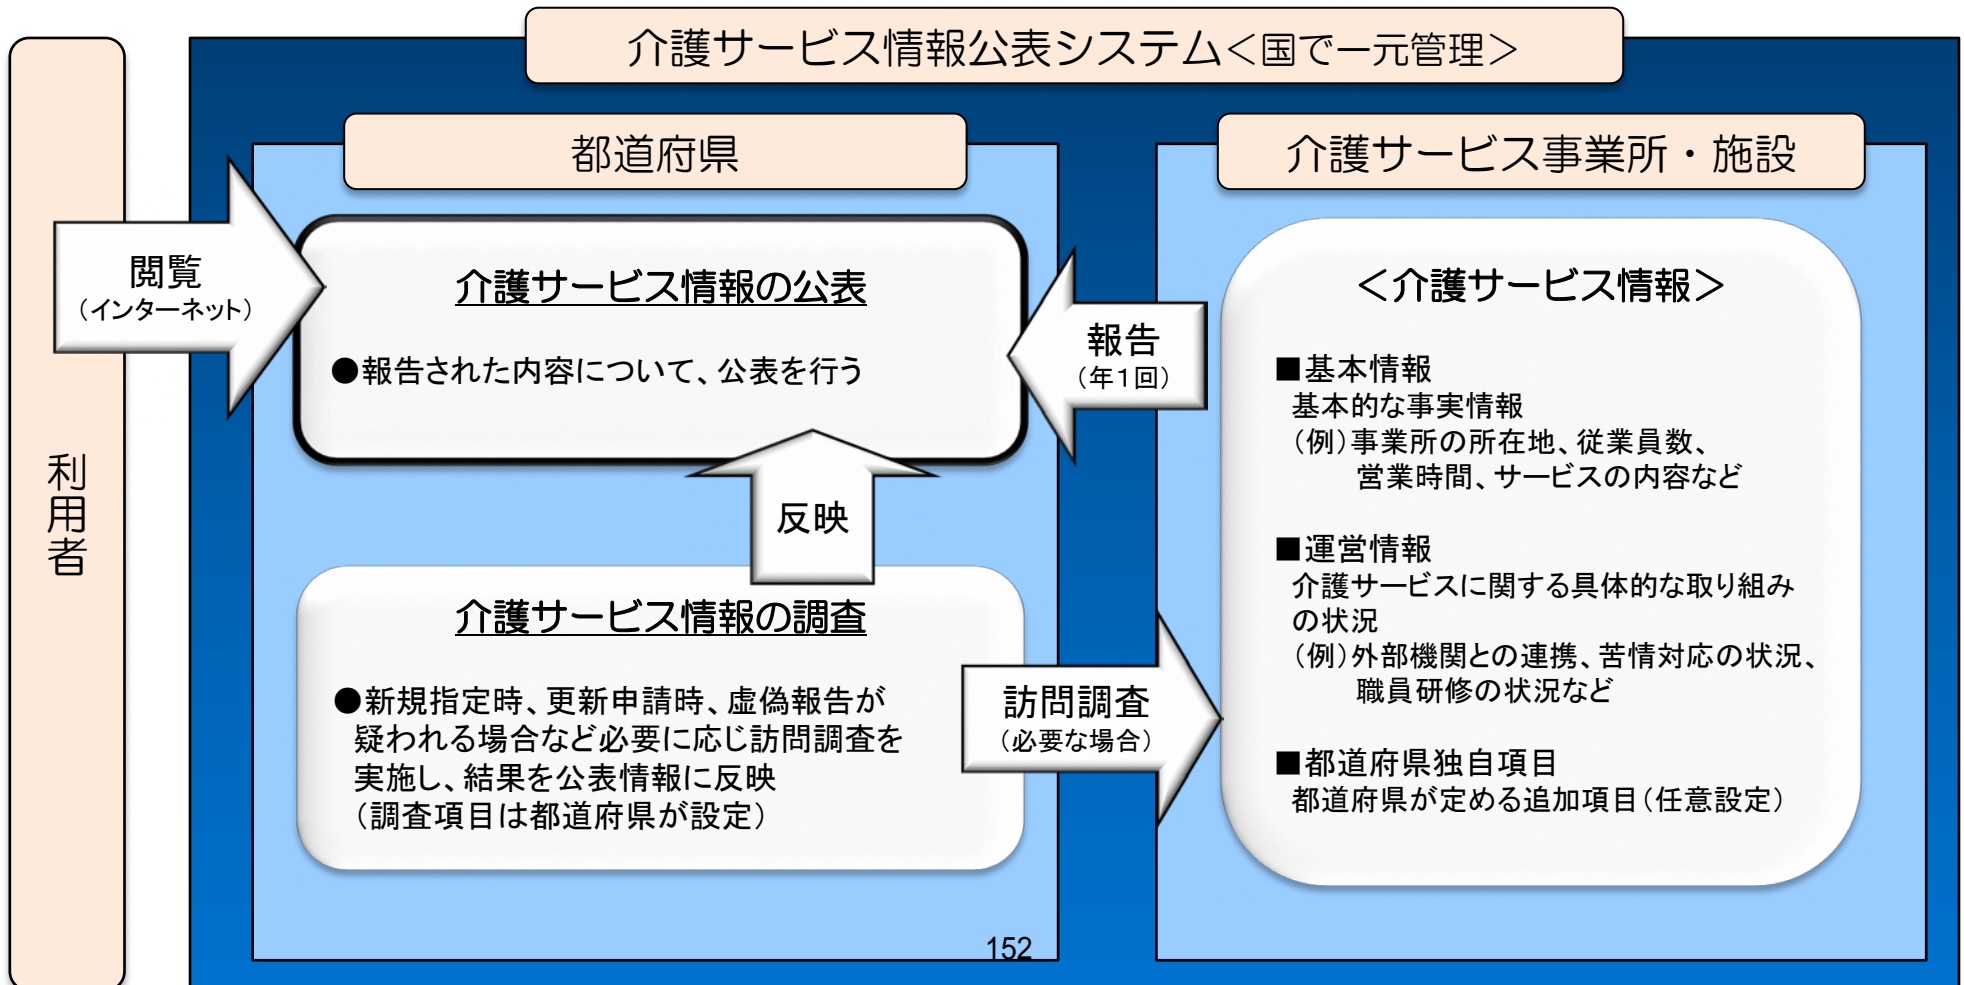 介護サービス情報公表システム＜国で一元管理＞
利用者
都道府県
閲覧
（インターネット）
介護サービス情報の公表
●報告された内容について、公表を行う
報告
（年１回）
反映
介護サービス情報の調査
●新規指定時、更新申請時、虚偽報告が
疑われる場合など必要に応じ訪問調査を
実施し、結果を公表情報に反映
（調査項目は都道府県が設定）
訪問調査
（必要な場合）
介護サービス事業所・施設
＜介護サービス情報＞
■基本情報
基本的な事実情報
（例）事業所の所在地、従業員数、
営業時間、サービスの内容など
■運営情報
介護サービスに関する具体的な取り組み
の状況
（例）外部機関との連携、苦情対応の状況、
職員研修の状況など
■都道府県独自項目
都道府県が定める追加項目（任意設定）
152